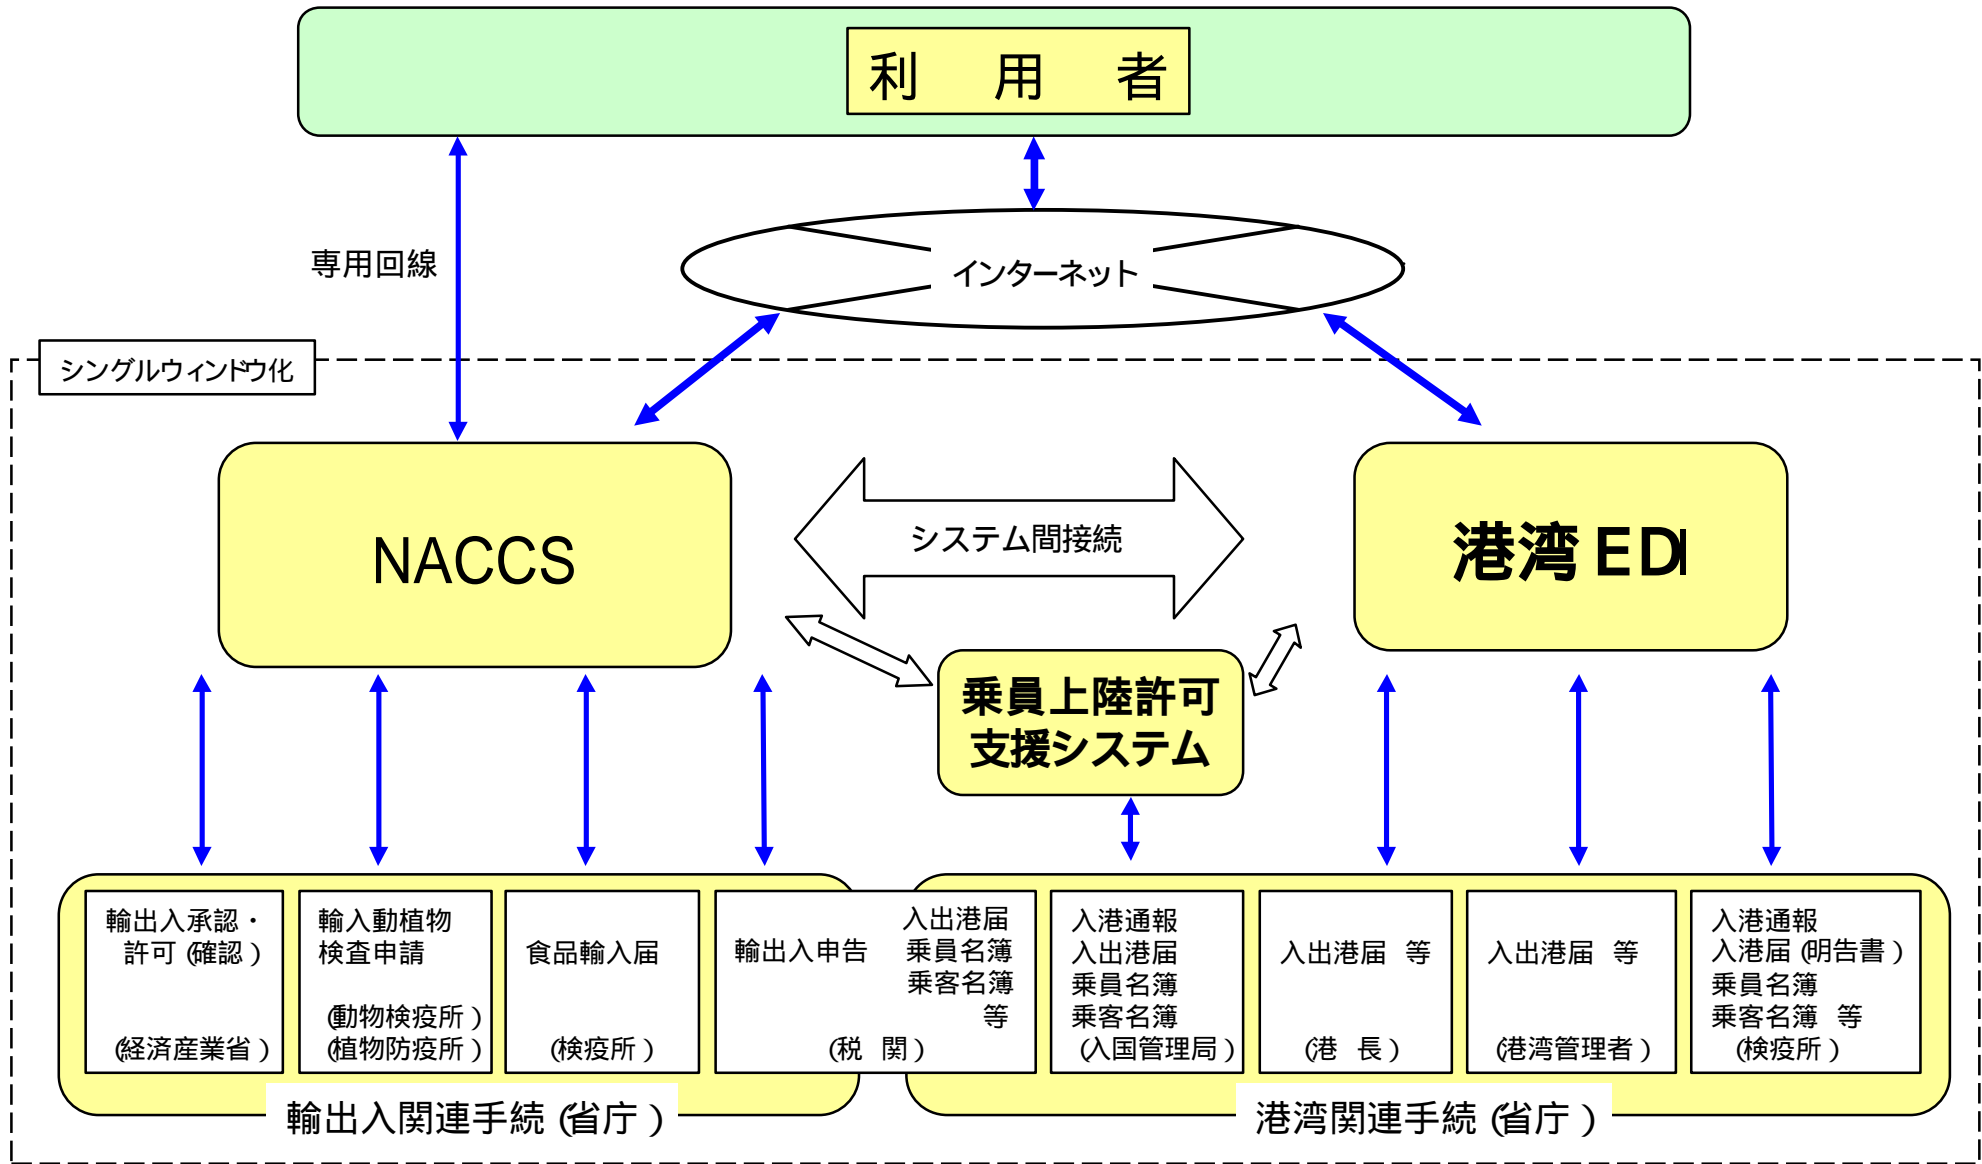 利 用 者
専用回線
インターネット
シングルウィンドウ化
NACCS
システム間接続
港湾EDI
乗員上陸許可
支援システム
輸出入承認・
許可(確認)
(経済産業省)
輸入動植物
検査申請
(動物検疫所)
(植物防疫所)
食品輸入届
(検疫所)
輸出入申告
入出港届
乗員名簿
乗客名簿
等
(税 関)
入港通報
入出港届
乗員名簿
乗客名簿
(入国管理局)
入出港届 等
(港 長)
入出港届 等
(港湾管理者)
入港通報
入港届(明告書)
乗員名簿
乗客名簿 等
(検疫所)
輸出入関連手続(省庁)
港湾関連手続(省庁)